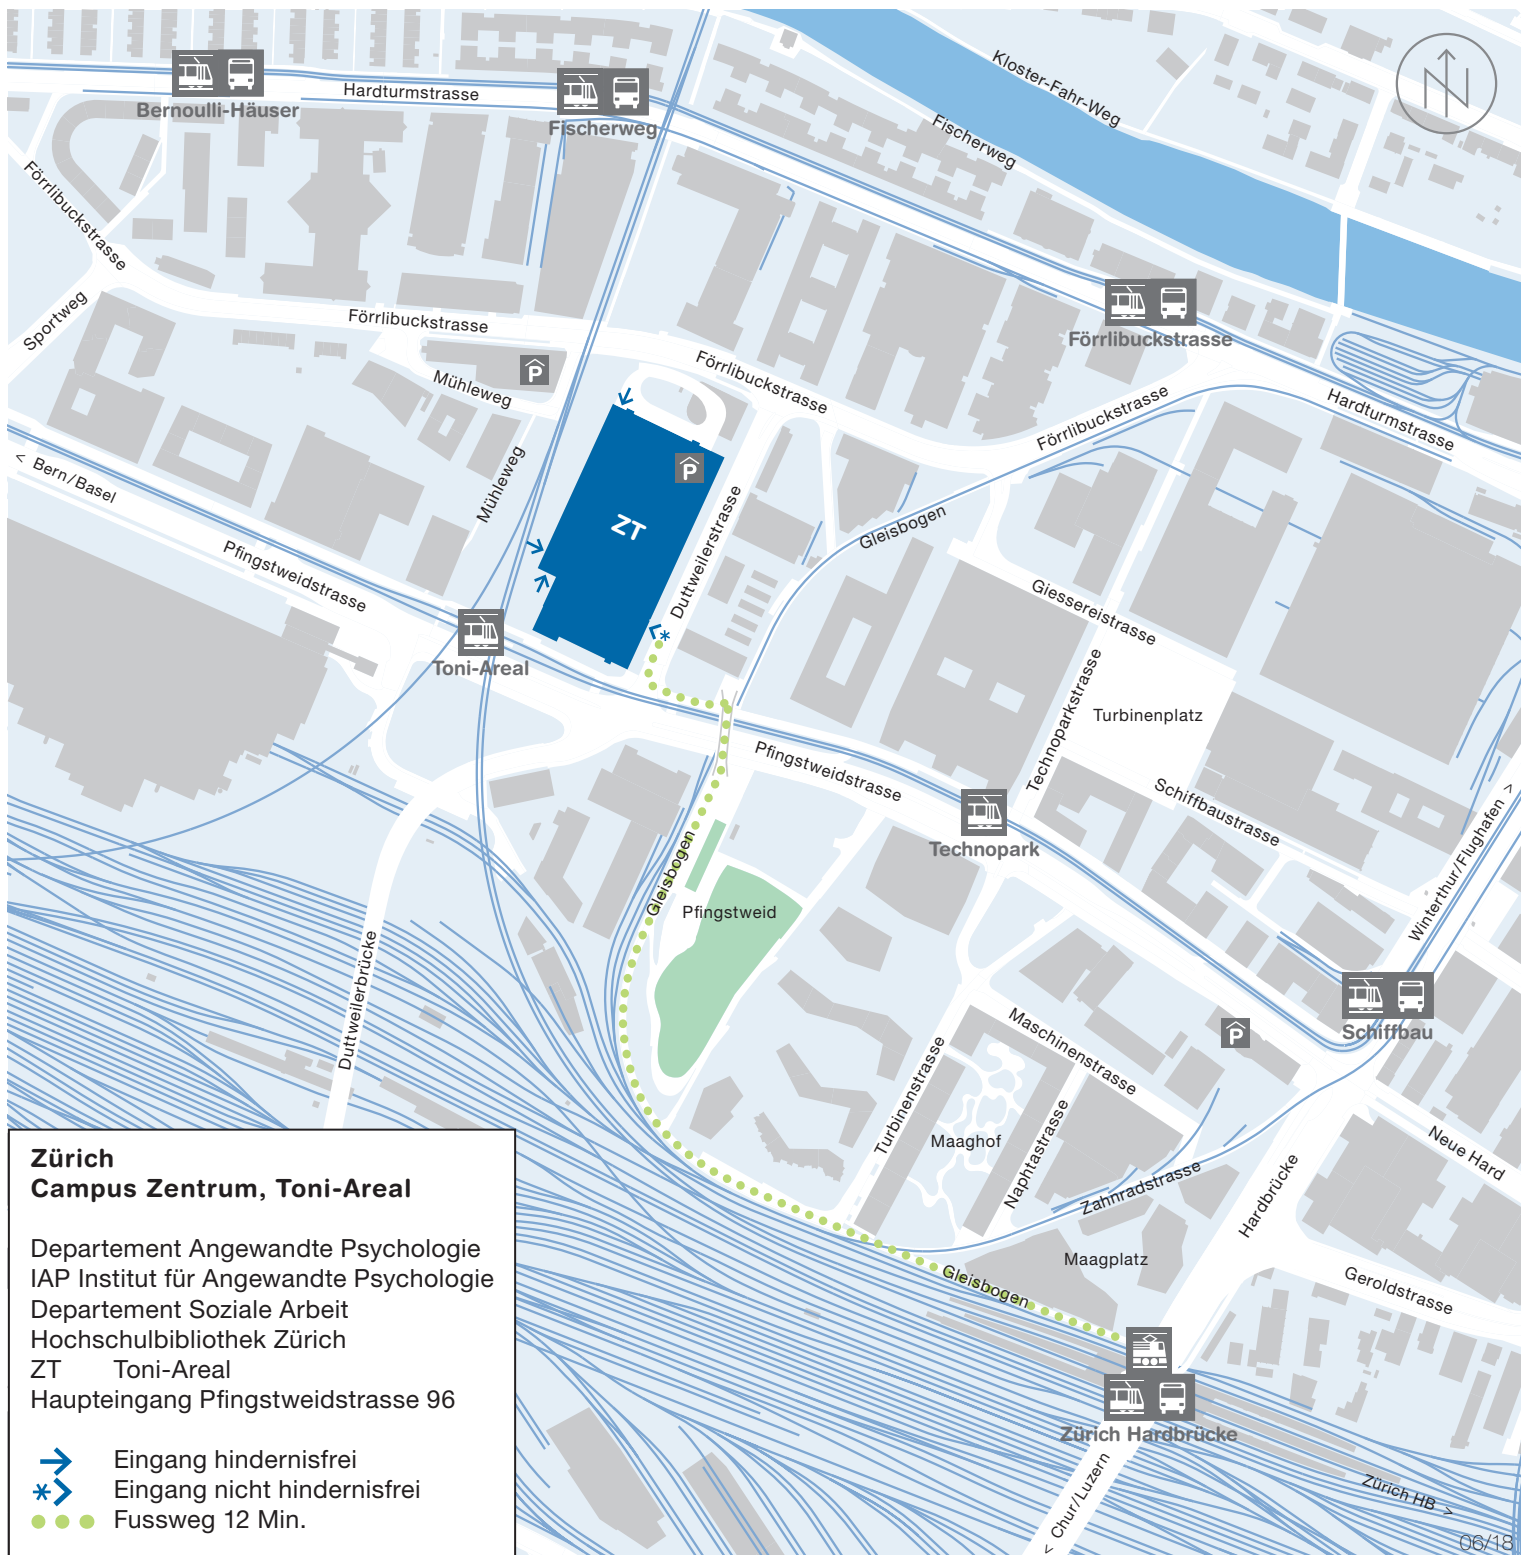 Kloster-Fahr-Weg
N
Hardturmstrasse
Bernoulli-Häuser
Fischerweg
Fischerweg
Förrlibuckstrasse
Sportweg
Förrlibuckstrasse
Förrlibuckstrasse
P
Mühleweg
Förrlibuckstrasse
Förrlibuckstrasse
Hardturmstrasse
< Bern/Basel
Mühleweg
P
ZT
Duttweilerstrasse
Gleisbogen
Pfingstweidstrasse
Giessereistrasse
*
Toni-Areal
Technoparkstrasse
Turbinenplatz
Pfingstweidstrasse
Schiffbaustrasse
Technopark
Winterthur/Flughafen >
Gleisbogen
Pfingstweid
Duttweilerbrücke
Maschinenstrasse
P
Schiffbau
Turbinenstrasse
Maaghof
Naphtastrasse
Neue Hard
Zahnradstrasse
Hardbrücke
Maagplatz
Gleisbogen
Geroldstrasse
Zürich Hardbrücke
< Chur/Luzern
Zürich HB >
06/18
Zürich
Campus Zentrum, Toni-Areal
Departement Angewandte Psychologie
IAP Institut für Angewandte Psychologie
Departement Soziale Arbeit
Hochschulbibliothek Zürich
ZT Toni-Areal
Haupteingang Pfingstweidstrasse 96
Eingang hindernisfrei
* Eingang nicht hindernisfrei
Fussweg 12 Min.